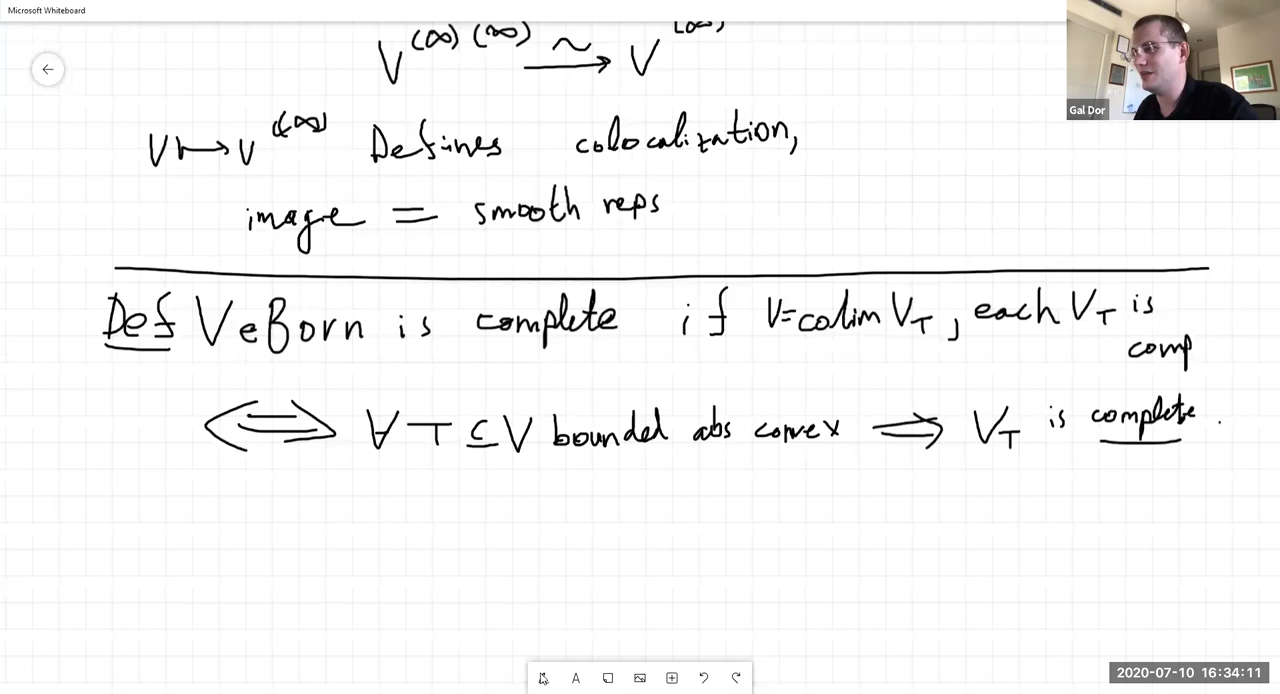 Microsoft Whiteboard
V^{(∞)(∞)} ⥲ V^{(∞)}
V ↦ V^{(∞)} Defines colocalization,
image = smooth reps
Def V∈Born is complete if V=colim V_T, each V_T is
comp
⟺ ∀ T ⊆ V bounded abs convex ⟹ V_T is complete.
Gal Dor
2020-07-10 16:34:11